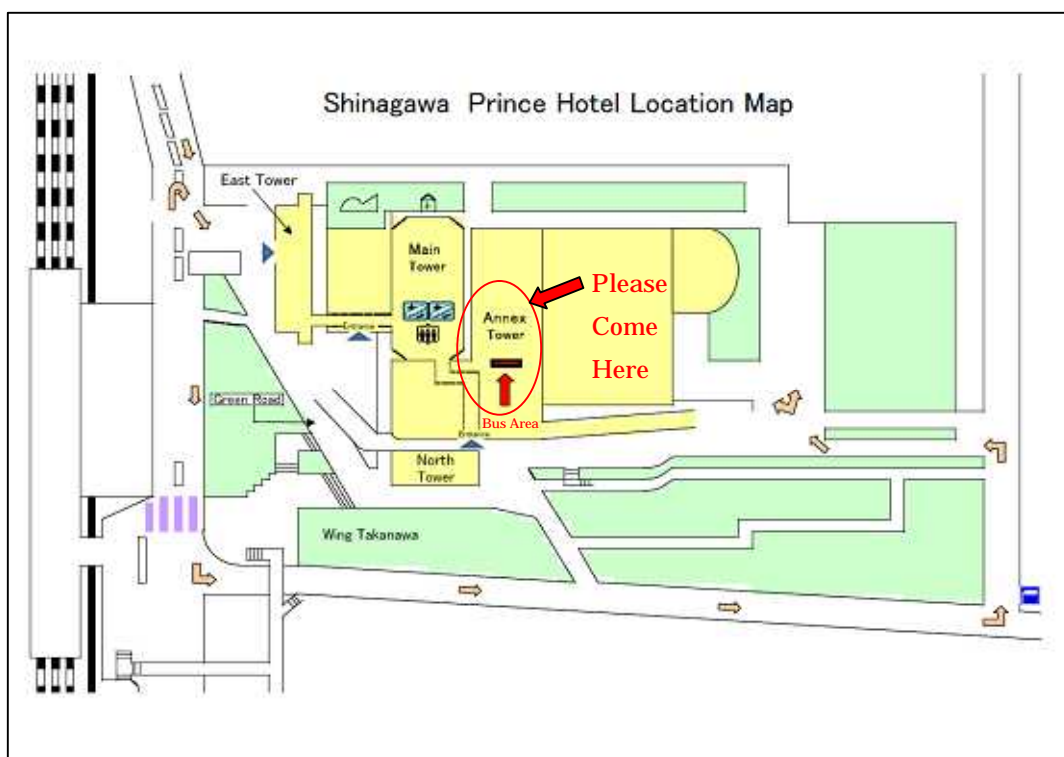 Shinagawa Prince Hotel Location Map
East Tower
Main
Tower
Please
Come
Here
Annex
Tower
Entrance
Green Road
Bus Area
Entrance
North
Tower
Wing Takanawa